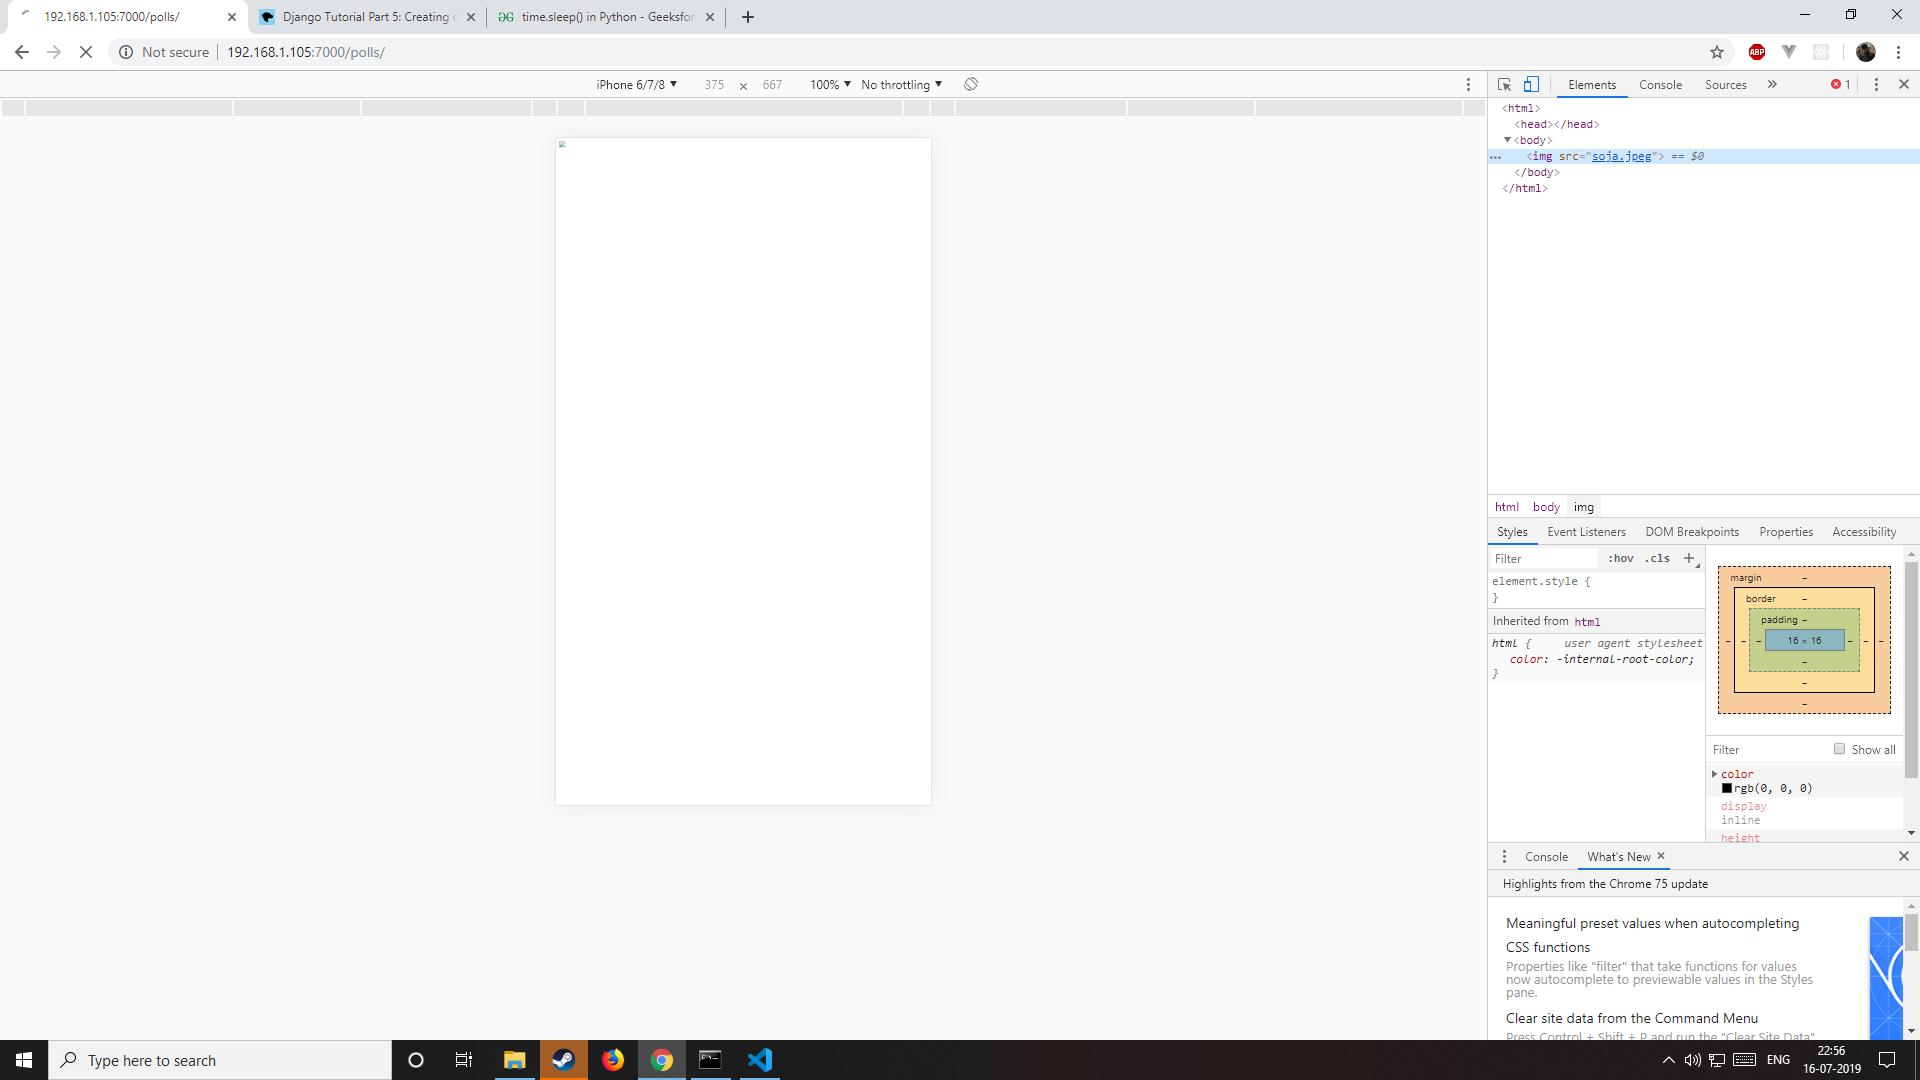 192.168.1.105:7000/polls/
Django Tutorial Part 5: Creating
time.sleep() in Python - Geeksfor
Not secure
192.168.1.105:7000/polls/
ABP
iPhone 6/7/8
375 x 667
100%
No throttling
Elements Console Sources
1
<html>
<head></head>
<body>
<img src="soja.jpeg"> == $0
</body>
</html>
html body img
Styles Event Listeners DOM Breakpoints Properties Accessibility
Filter :hov .cls +
element.style {
}
Inherited from html
html { user agent stylesheet
color: -internal-root-color;
}
margin –
border –
padding –
– – – 16 × 16 – – –
–
–
–
Filter Show all
color
rgb(0, 0, 0)
display
inline
height
Console What's New
Highlights from the Chrome 75 update
Meaningful preset values when autocompleting
CSS functions
Properties like "filter" that take functions for values
now autocomplete to previewable values in the Styles
pane.
Clear site data from the Command Menu
Press Control + Shift + P and run the "Clear Site Data"
Type here to search
ENG
22:56
16-07-2019